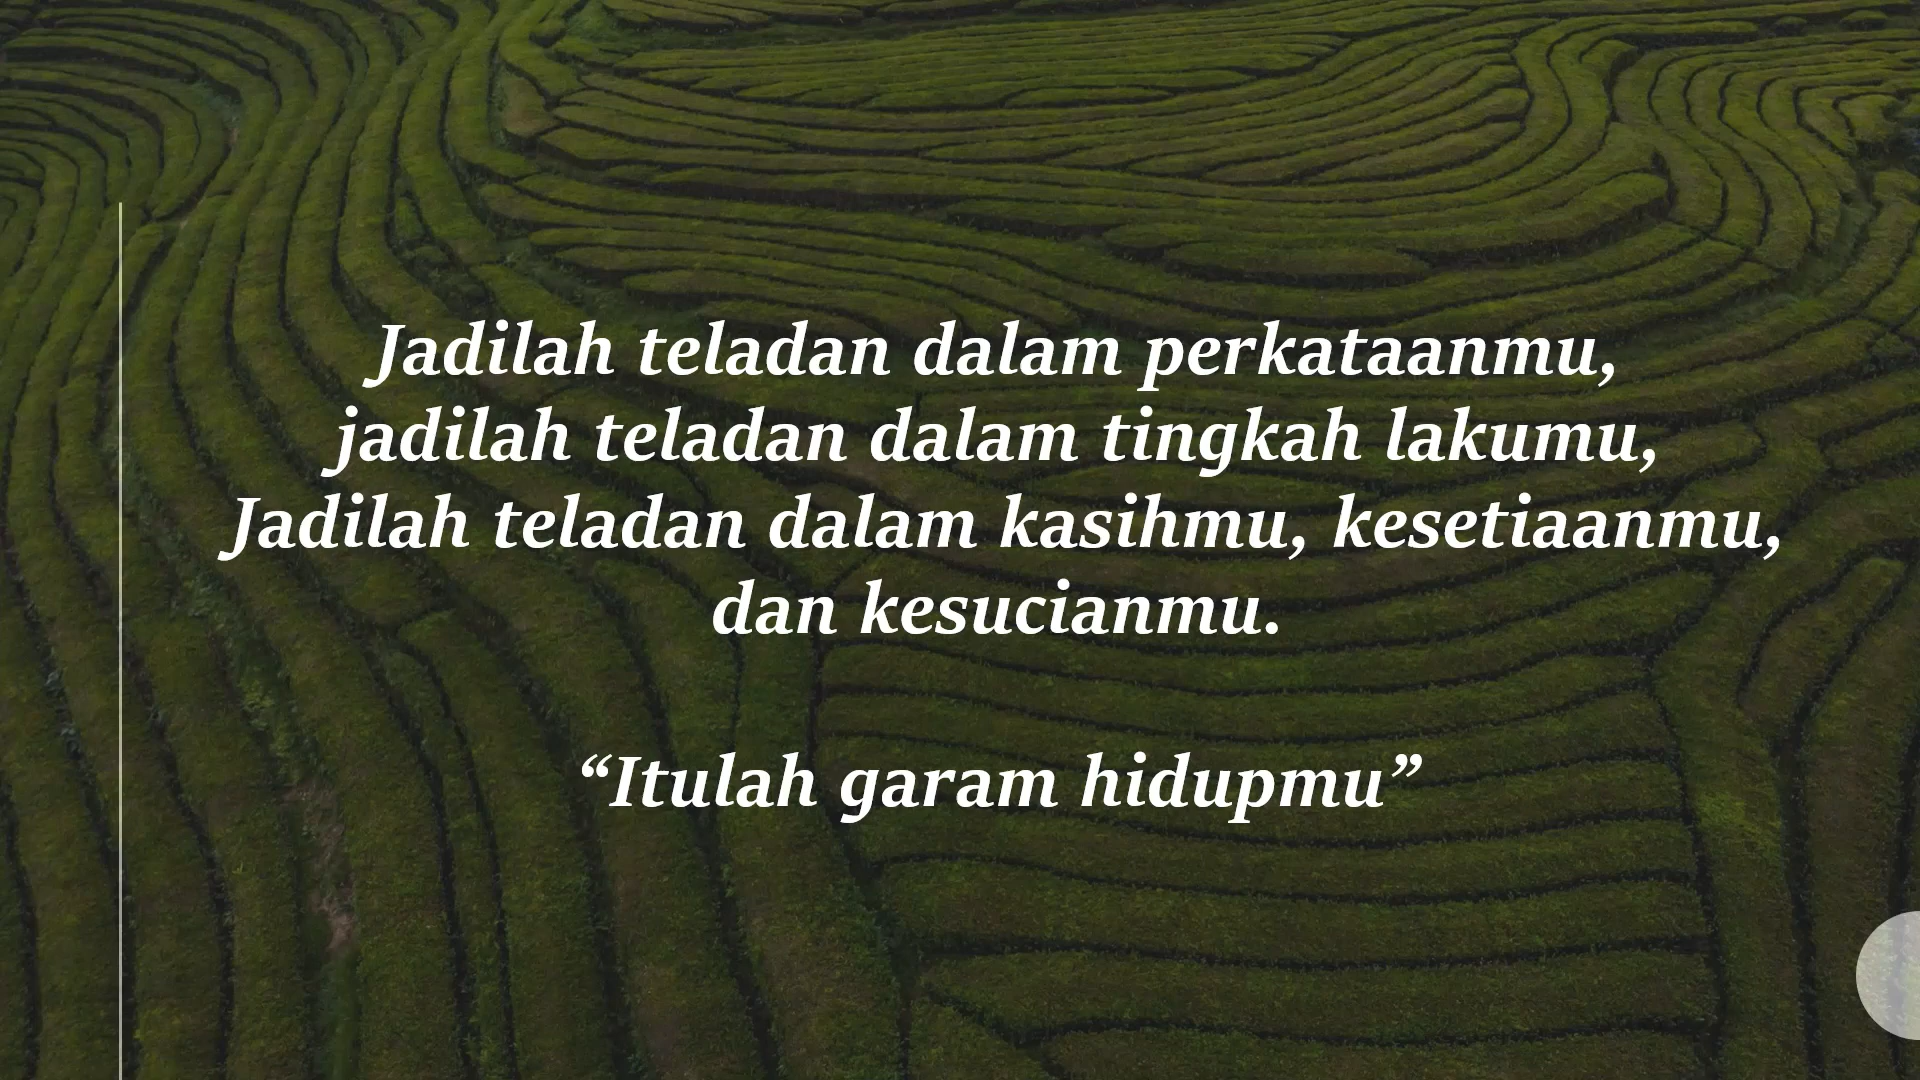 Jadilah teladan dalam perkataanmu,
jadilah teladan dalam tingkah lakumu,
Jadilah teladan dalam kasihmu, kesetiaanmu,
dan kesucianmu.
“Itulah garam hidupmu”